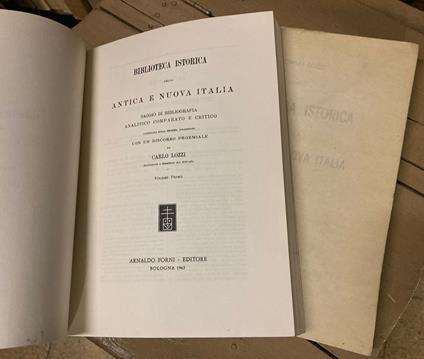 BIBLIOTECA ISTORICA
DELLA
ANTICA E NUOVA ITALIA
SAGGIO DI BIBLIOGRAFIA
ANALITICO COMPARATO E CRITICO
CON UN DISCORSO PROEMIALE
DI
CARLO LOZZI
VOLUME PRIMO
ARNALDO FORNI - EDITORE
BOLOGNA 1963
ISTORICA
NUOVA ITALIA